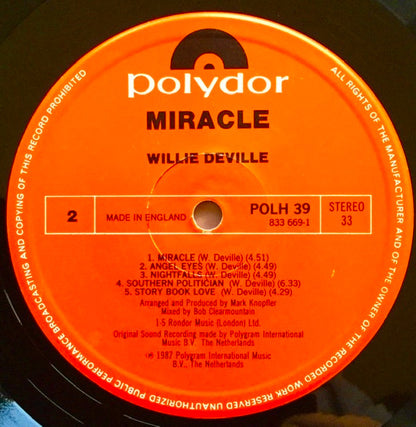 polydor
MIRACLE
WILLIE DEVILLE
2
MADE IN ENGLAND
POLH 39
833 669-1
STEREO
33
1. MIRACLE (W. Deville) (4.51)
2. ANGEL EYES (W. Deville) (4.49)
3. NIGHTFALLS (W. Deville) (4.49)
4. SOUTHERN POLITICIAN (W. Deville) (6.33)
5. STORY BOOK LOVE (W. Deville) (4.29)
Arranged and Produced by Mark Knopfler
Mixed by Bob Clearmountain
1-5 Rondor Music (London) Ltd.
Original Sound Recording made by Polygram International
Music B.V., The Netherlands
℗ 1987 Polygram International Music
B.V., The Netherlands
ALL RIGHTS OF THE MANUFACTURER AND OF THE OWNER OF THE RECORDED WORK RESERVED UNAUTHORIZED PUBLIC PERFORMANCE BROADCASTING AND COPYING OF THIS RECORD PROHIBITED